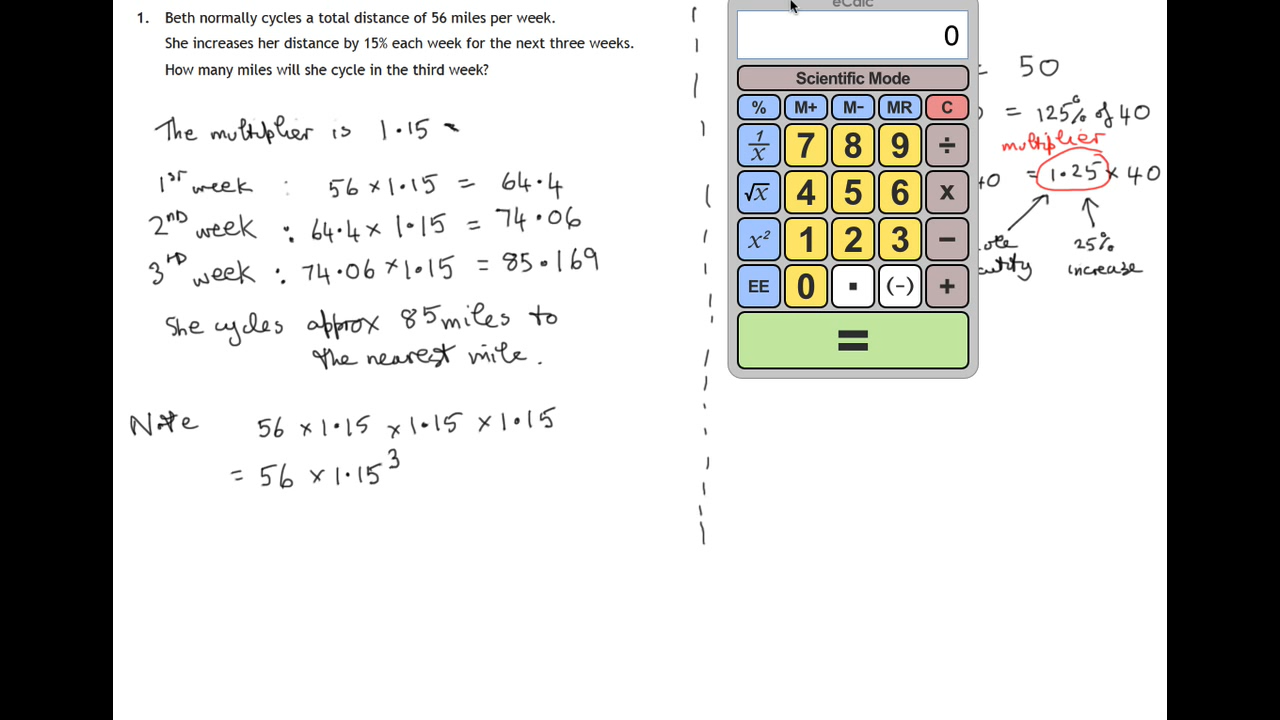 1. Beth normally cycles a total distance of 56 miles per week.
She increases her distance by 15% each week for the next three weeks.
How many miles will she cycle in the third week?
The multiplier is 1.15
1st week : 56 × 1.15 = 64.4
2nd week : 64.4 × 1.15 = 74.06
3rd week : 74.06 × 1.15 = 85.169
She cycles approx 85 miles to
the nearest mile.
Note 56 × 1.15 × 1.15 × 1.15
= 56 × 1.15³
eCalc
0
Scientific Mode
% M+ M- MR C
1/x 7 8 9 ÷
√x 4 5 6 x
x² 1 2 3 −
EE 0 . (-) +
=
= 50
= 125% of 40
multiplier
40 = 1.25 × 40
25%
increase